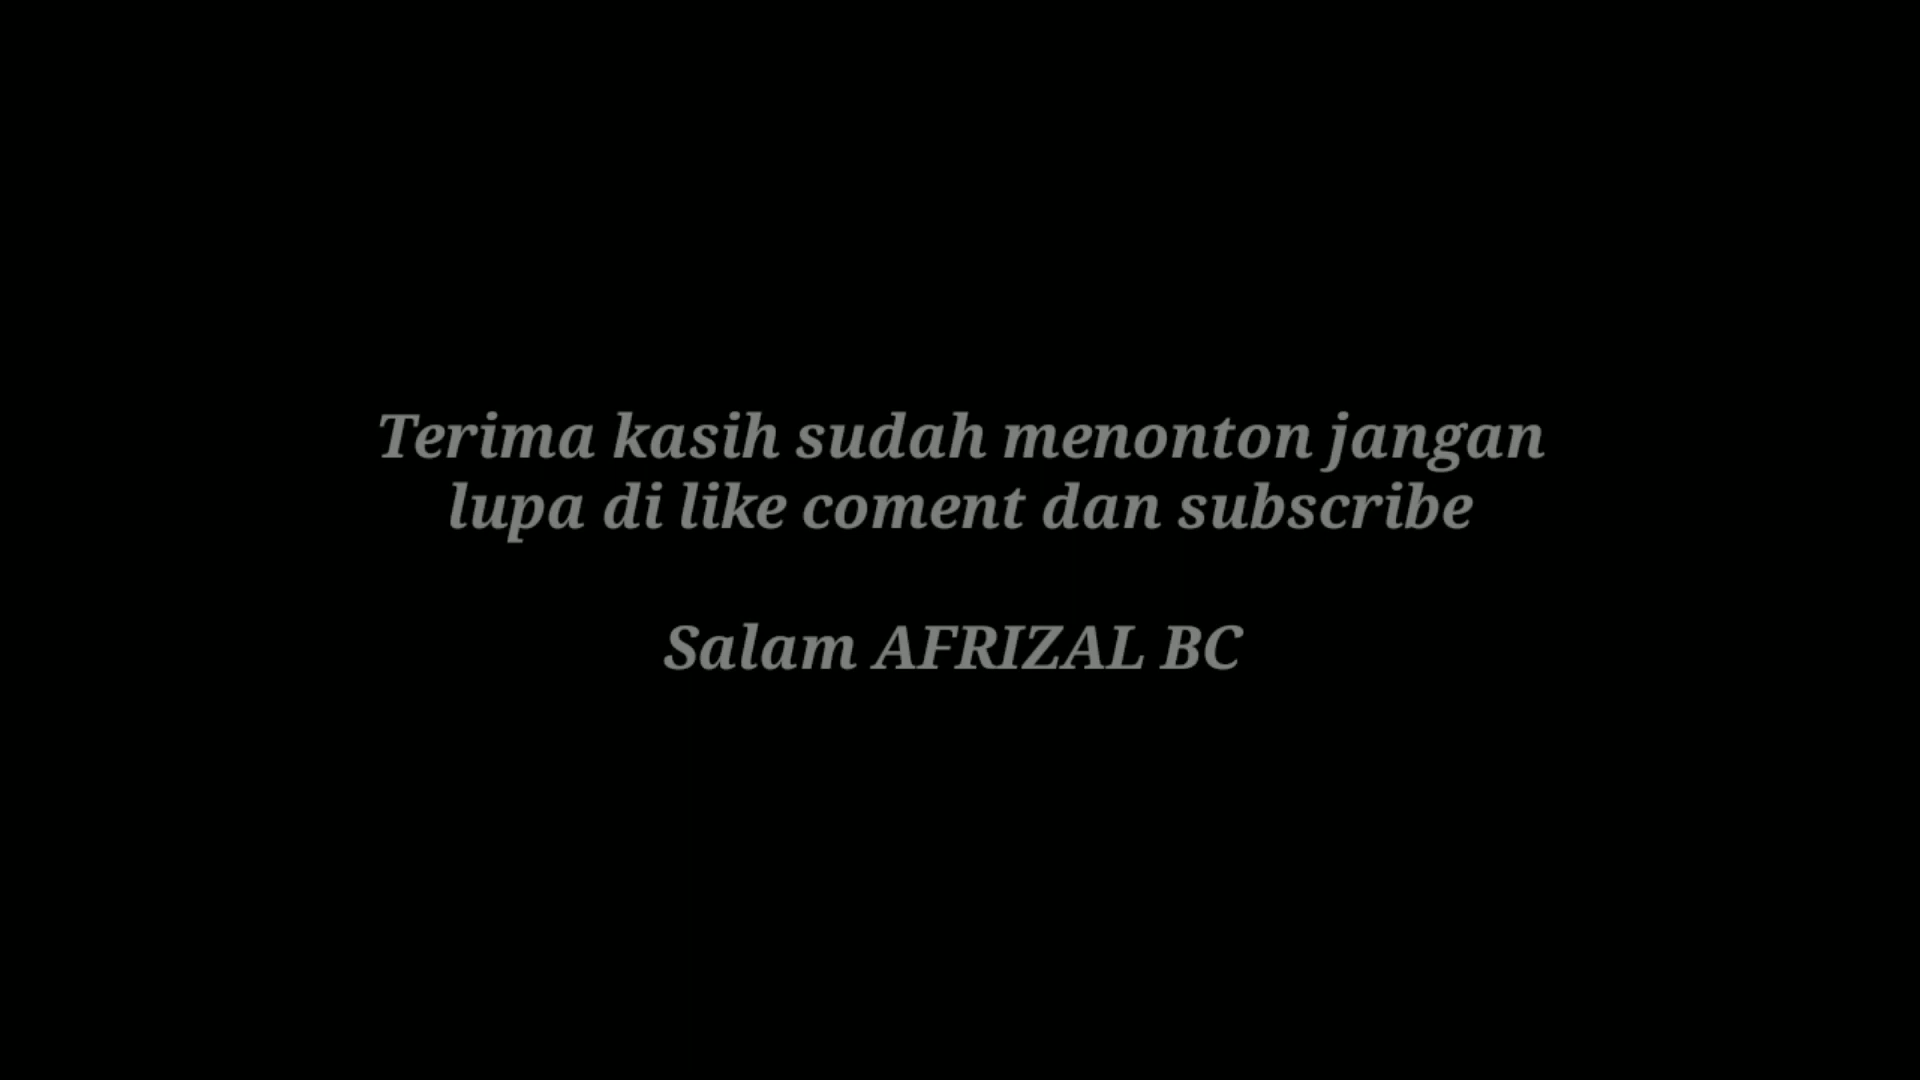 Terima kasih sudah menonton jangan
lupa di like coment dan subscribe
Salam AFRIZAL BC